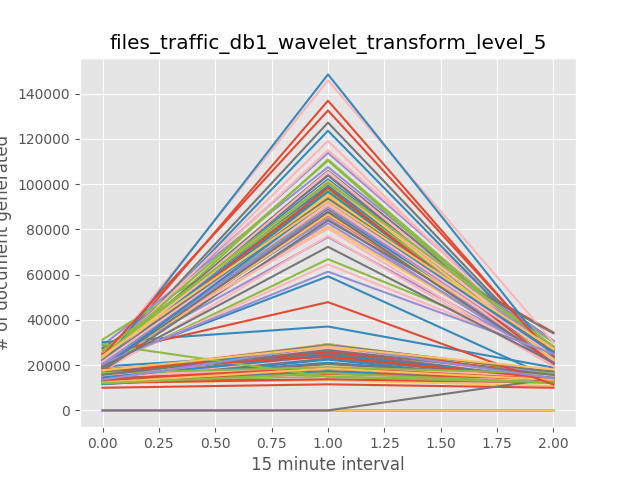 files_traffic_db1_wavelet_transform_level_5
# of document generated
140000
120000
100000
80000
60000
40000
20000
0
0.00 0.25 0.50 0.75 1.00 1.25 1.50 1.75 2.00
15 minute interval